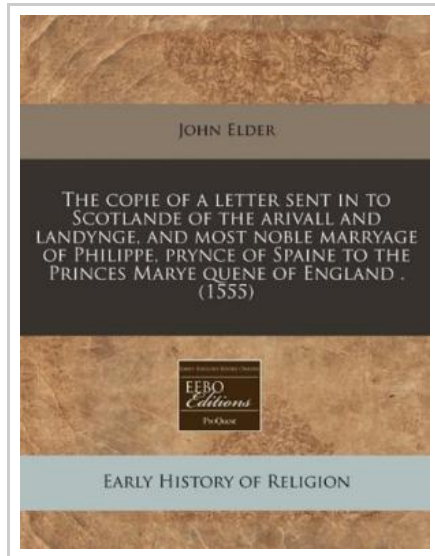 John Elder
The copie of a letter sent in to
Scotlande of the arivall and
landynge, and most noble marryage
of Philippe, prynce of Spaine to the
Princes Marye quene of England .
(1555)
EEBO
Editions
ProQuest
Early History of Religion